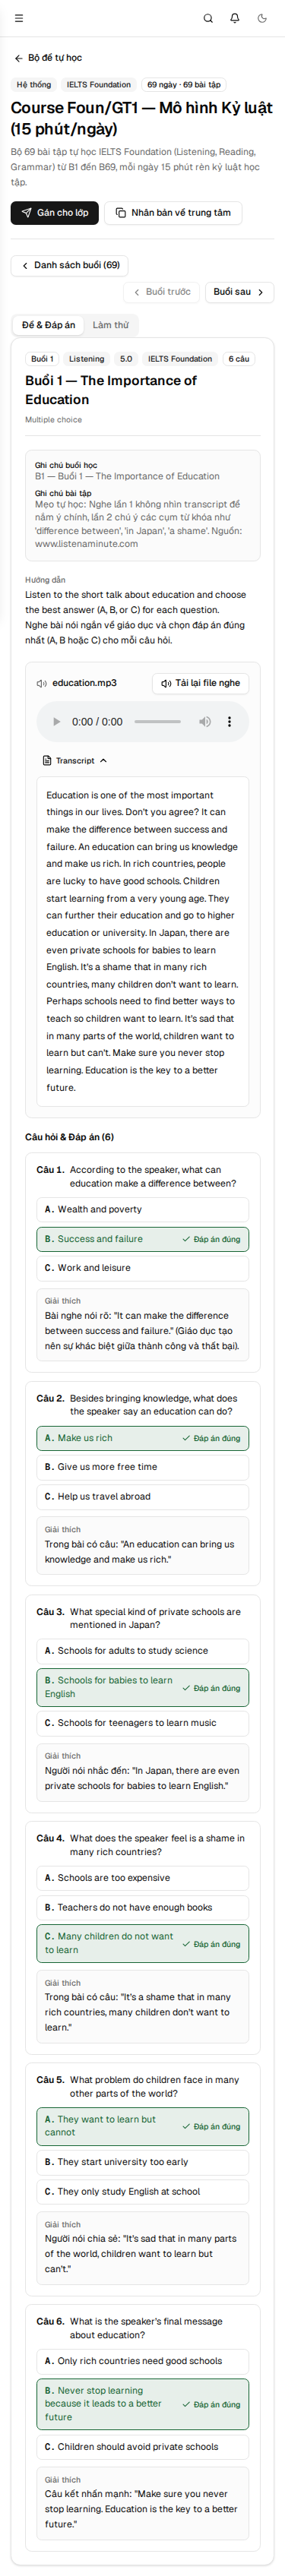 Bộ đề tự học
Hệ thống
IELTS Foundation
69 ngày · 69 bài tập
Course Foun/GT1 — Mô hình Kỷ luật
(15 phút/ngày)
Bộ 69 bài tập tự học IELTS Foundation (Listening, Reading,
Grammar) từ B1 đến B69, mỗi ngày 15 phút rèn kỷ luật học
tập.
Gán cho lớp
Nhân bản về trung tâm
Danh sách buổi (69)
Buổi trước
Buổi sau
Đề & Đáp án
Làm thử
Buổi 1
Listening
5.0
IELTS Foundation
6 câu
Buổi 1 — The Importance of
Education
Multiple choice
Ghi chú buổi học
B1 — Buổi 1 — The Importance of Education
Ghi chú bài tập
Mẹo tự học: Nghe lần 1 không nhìn transcript để
nắm ý chính, lần 2 chú ý các cụm từ khóa như
'difference between', 'in Japan', 'a shame'. Nguồn:
www.listenaminute.com
Hướng dẫn
Listen to the short talk about education and choose
the best answer (A, B, or C) for each question.
Nghe bài nói ngắn về giáo dục và chọn đáp án đúng
nhất (A, B hoặc C) cho mỗi câu hỏi.
education.mp3
Tải lại file nghe
0:00 / 0:00
Transcript
Education is one of the most important
things in our lives. Don't you agree? It can
make the difference between success and
failure. An education can bring us knowledge
and make us rich. In rich countries, people
are lucky to have good schools. Children
start learning from a very young age. They
can further their education and go to higher
education or university. In Japan, there are
even private schools for babies to learn
English. It's a shame that in many rich
countries, many children don't want to learn.
Perhaps schools need to find better ways to
teach so children want to learn. It's sad that
in many parts of the world, children want to
learn but can't. Make sure you never stop
learning. Education is the key to a better
future.
Câu hỏi & Đáp án (6)
Câu 1. According to the speaker, what can
education make a difference between?
A. Wealth and poverty
B. Success and failure
Đáp án đúng
C. Work and leisure
Giải thích
Bài nghe nói rõ: "It can make the difference
between success and failure." (Giáo dục tạo
nên sự khác biệt giữa thành công và thất bại).
Câu 2. Besides bringing knowledge, what does
the speaker say an education can do?
A. Make us rich
Đáp án đúng
B. Give us more free time
C. Help us travel abroad
Giải thích
Trong bài có câu: "An education can bring us
knowledge and make us rich."
Câu 3. What special kind of private schools are
mentioned in Japan?
A. Schools for adults to study science
B. Schools for babies to learn
English
Đáp án đúng
C. Schools for teenagers to learn music
Giải thích
Người nói nhắc đến: "In Japan, there are even
private schools for babies to learn English."
Câu 4. What does the speaker feel is a shame in
many rich countries?
A. Schools are too expensive
B. Teachers do not have enough books
C. Many children do not want
to learn
Đáp án đúng
Giải thích
Trong bài có câu: "It's a shame that in many
rich countries, many children don't want to
learn."
Câu 5. What problem do children face in many
other parts of the world?
A. They want to learn but
cannot
Đáp án đúng
B. They start university too early
C. They only study English at school
Giải thích
Người nói chia sẻ: "It's sad that in many parts
of the world, children want to learn but
can't."
Câu 6. What is the speaker's final message
about education?
A. Only rich countries need good schools
B. Never stop learning
because it leads to a better
future
Đáp án đúng
C. Children should avoid private schools
Giải thích
Câu kết nhấn mạnh: "Make sure you never
stop learning. Education is the key to a better
future."